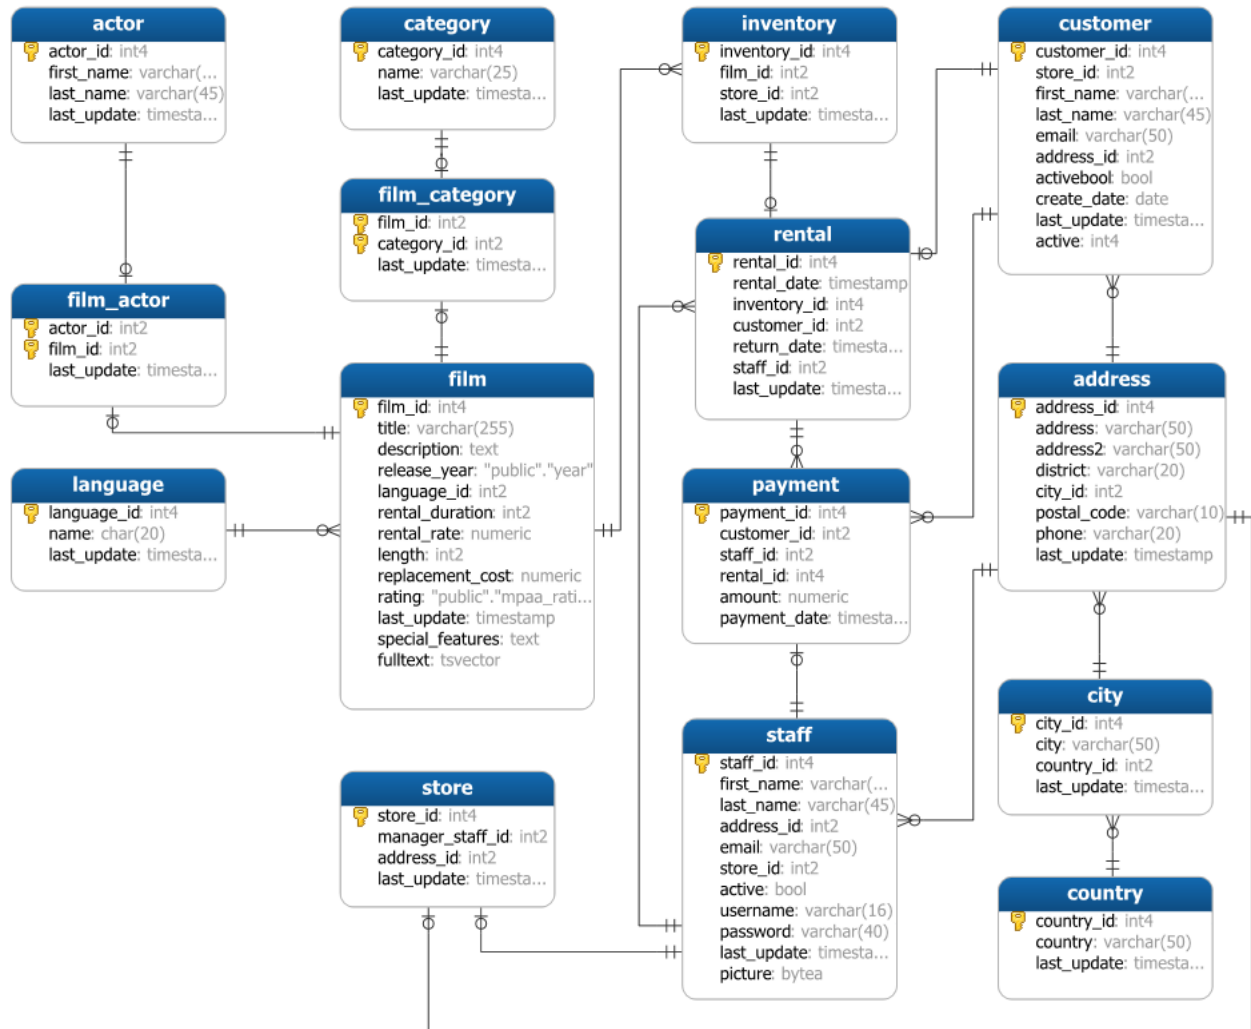 actor
actor_id: int4
first_name: varchar(...
last_name: varchar(45)
last_update: timesta...
category
category_id: int4
name: varchar(25)
last_update: timesta...
inventory
inventory_id: int4
film_id: int2
store_id: int2
last_update: timesta...
customer
customer_id: int4
store_id: int2
first_name: varchar(...
last_name: varchar(45)
email: varchar(50)
address_id: int2
activebool: bool
create_date: date
last_update: timesta...
active: int4
film_category
film_id: int2
category_id: int2
last_update: timesta...
rental
rental_id: int4
rental_date: timestamp
inventory_id: int4
customer_id: int2
return_date: timesta...
staff_id: int2
last_update: timesta...
film_actor
actor_id: int2
film_id: int2
last_update: timesta...
film
film_id: int4
title: varchar(255)
description: text
release_year: "public"."year"
language_id: int2
rental_duration: int2
rental_rate: numeric
length: int2
replacement_cost: numeric
rating: "public"."mpaa_rati...
last_update: timestamp
special_features: text
fulltext: tsvector
address
address_id: int4
address: varchar(50)
address2: varchar(50)
district: varchar(20)
city_id: int2
postal_code: varchar(10)
phone: varchar(20)
last_update: timestamp
language
language_id: int4
name: char(20)
last_update: timesta...
payment
payment_id: int4
customer_id: int2
staff_id: int2
rental_id: int4
amount: numeric
payment_date: timesta...
city
city_id: int4
city: varchar(50)
country_id: int2
last_update: timesta...
staff
staff_id: int4
first_name: varchar(...
last_name: varchar(45)
address_id: int2
email: varchar(50)
store_id: int2
active: bool
username: varchar(16)
password: varchar(40)
last_update: timesta...
picture: bytea
store
store_id: int4
manager_staff_id: int2
address_id: int2
last_update: timesta...
country
country_id: int4
country: varchar(50)
last_update: timesta...